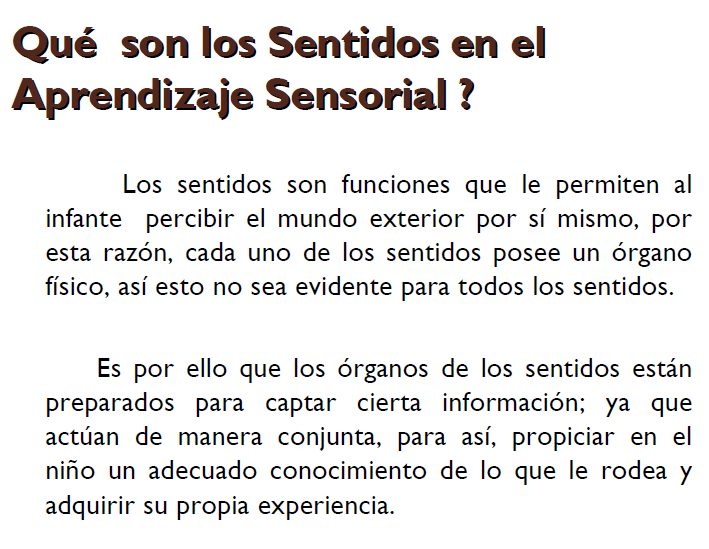 Qué son los Sentidos en el
Aprendizaje Sensorial ?
Los sentidos son funciones que le permiten al
infante percibir el mundo exterior por sí mismo, por
esta razón, cada uno de los sentidos posee un órgano
físico, así esto no sea evidente para todos los sentidos.
Es por ello que los órganos de los sentidos están
preparados para captar cierta información; ya que
actúan de manera conjunta, para así, propiciar en el
niño un adecuado conocimiento de lo que le rodea y
adquirir su propia experiencia.